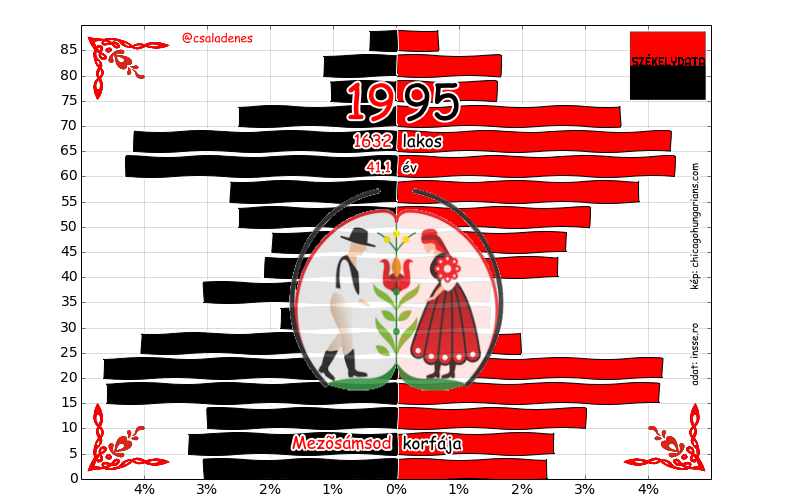 @csaladenes
SZÉKELYDATA
1995
1632 lakos
41,1 év
kép: chicagohungarians.com
adat: insse.ro
Mezősámsod korfája
85
80
75
70
65
60
55
50
45
40
35
30
25
20
15
10
5
0
4% 3% 2% 1% 0% 1% 2% 3% 4%